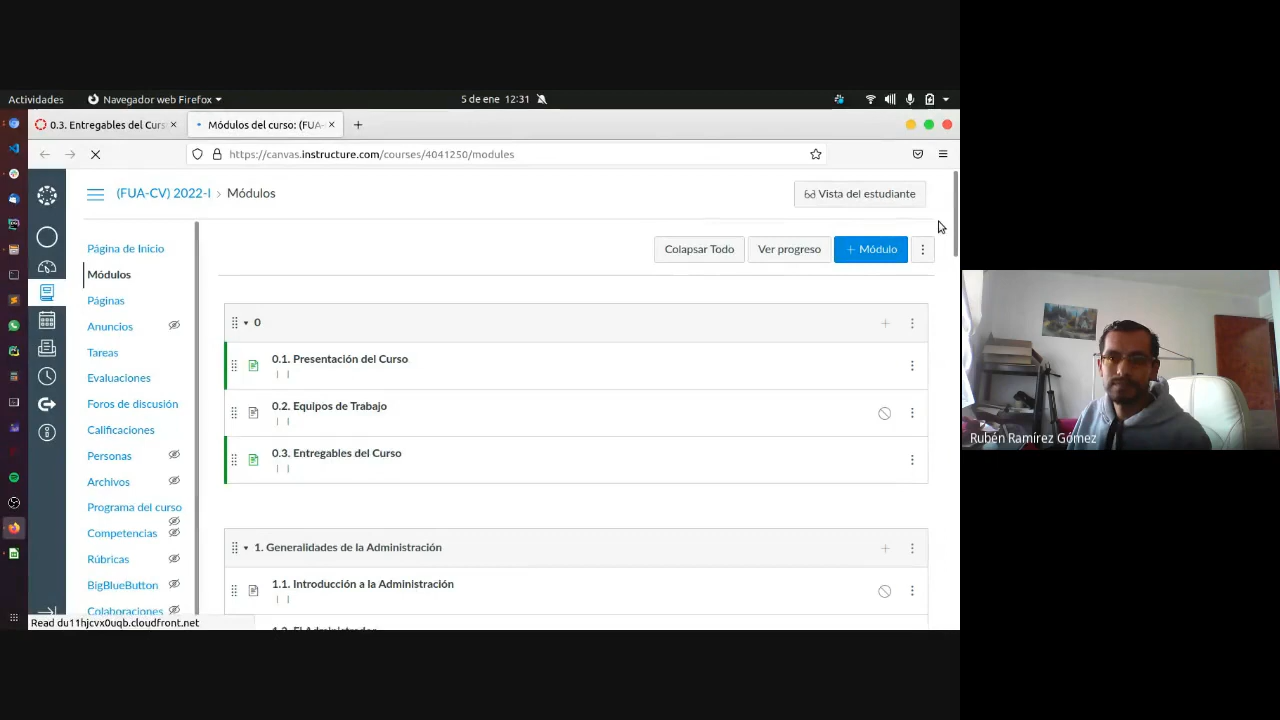 Actividades
Navegador web Firefox
5 de ene 12:31
0.3. Entregables del Curs
Módulos del curso: (FUA-
https://canvas.instructure.com/courses/4041250/modules
(FUA-CV) 2022-I
Módulos
Vista del estudiante
Página de Inicio
Módulos
Páginas
Anuncios
Tareas
Evaluaciones
Foros de discusión
Calificaciones
Personas
Archivos
Programa del curso
Competencias
Rúbricas
BigBlueButton
Colaboraciones
Colapsar Todo
Ver progreso
+ Módulo
0
0.1. Presentación del Curso
0.2. Equipos de Trabajo
0.3. Entregables del Curso
1. Generalidades de la Administración
1.1. Introducción a la Administración
1.2. El Administrador
Read du11hjcvx0uqb.cloudfront.net
Rubén Ramírez Gómez